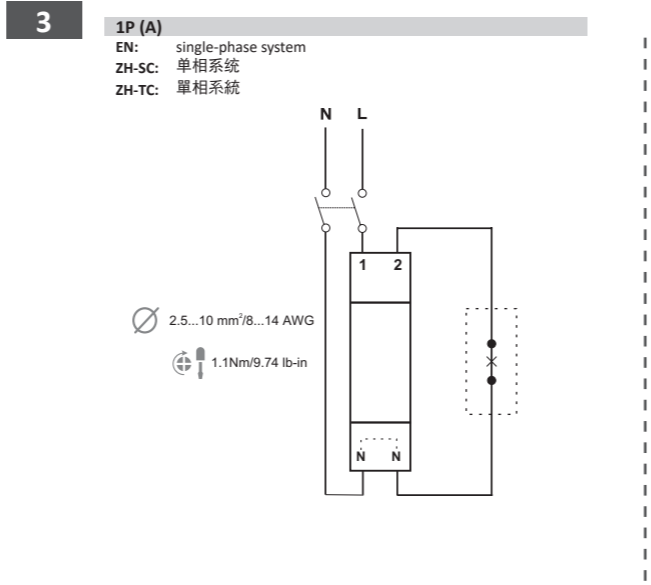 3
1P (A)
EN: single-phase system
ZH-SC: 单相系统
ZH-TC: 單相系統
N L
1 2
2.5...10 mm²/8...14 AWG
1.1Nm/9.74 lb-in
N N